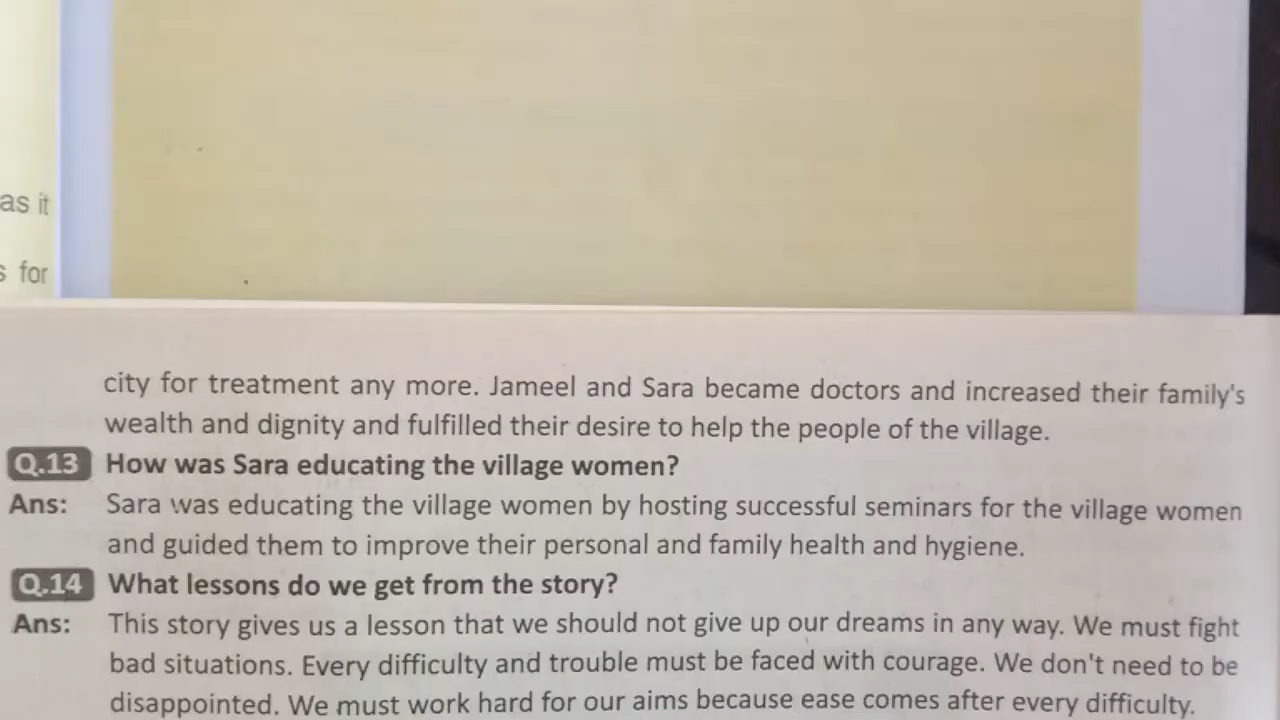 as it
for
city for treatment any more. Jameel and Sara became doctors and increased their family's
wealth and dignity and fulfilled their desire to help the people of the village.
Q.13 How was Sara educating the village women?
Ans: Sara was educating the village women by hosting successful seminars for the village women
and guided them to improve their personal and family health and hygiene.
Q.14 What lessons do we get from the story?
Ans: This story gives us a lesson that we should not give up our dreams in any way. We must fight
bad situations. Every difficulty and trouble must be faced with courage. We don't need to be
disappointed. We must work hard for our aims because ease comes after every difficulty.